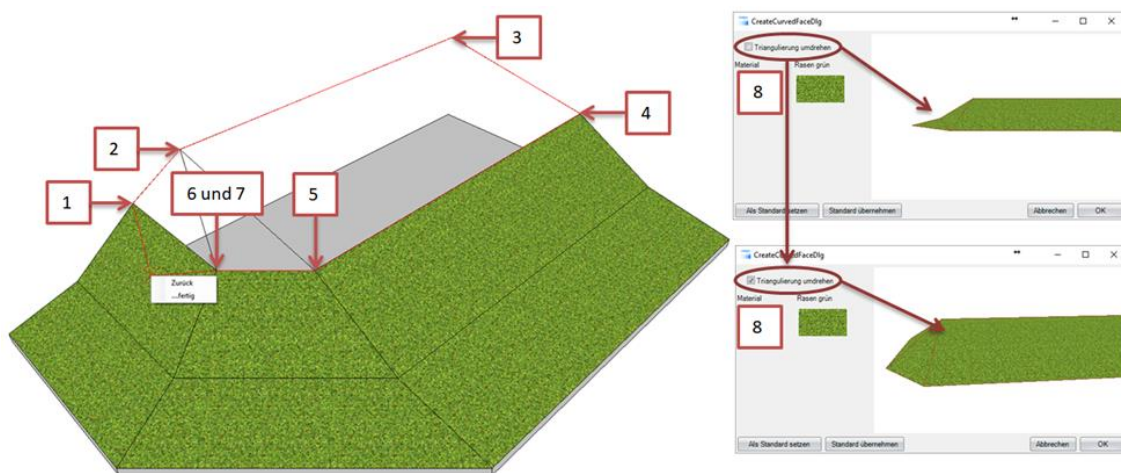 3
4
2
6 und 7
5
1
Zurück
...fertig
CreateCurvedFaceDlg
Triangulierung umdrehen
Material
Rasen grün
8
Als Standard setzen
Standard übernehmen
Abbrechen
OK
CreateCurvedFaceDlg
Triangulierung umdrehen
Material
Rasen grün
8
Als Standard setzen
Standard übernehmen
Abbrechen
OK